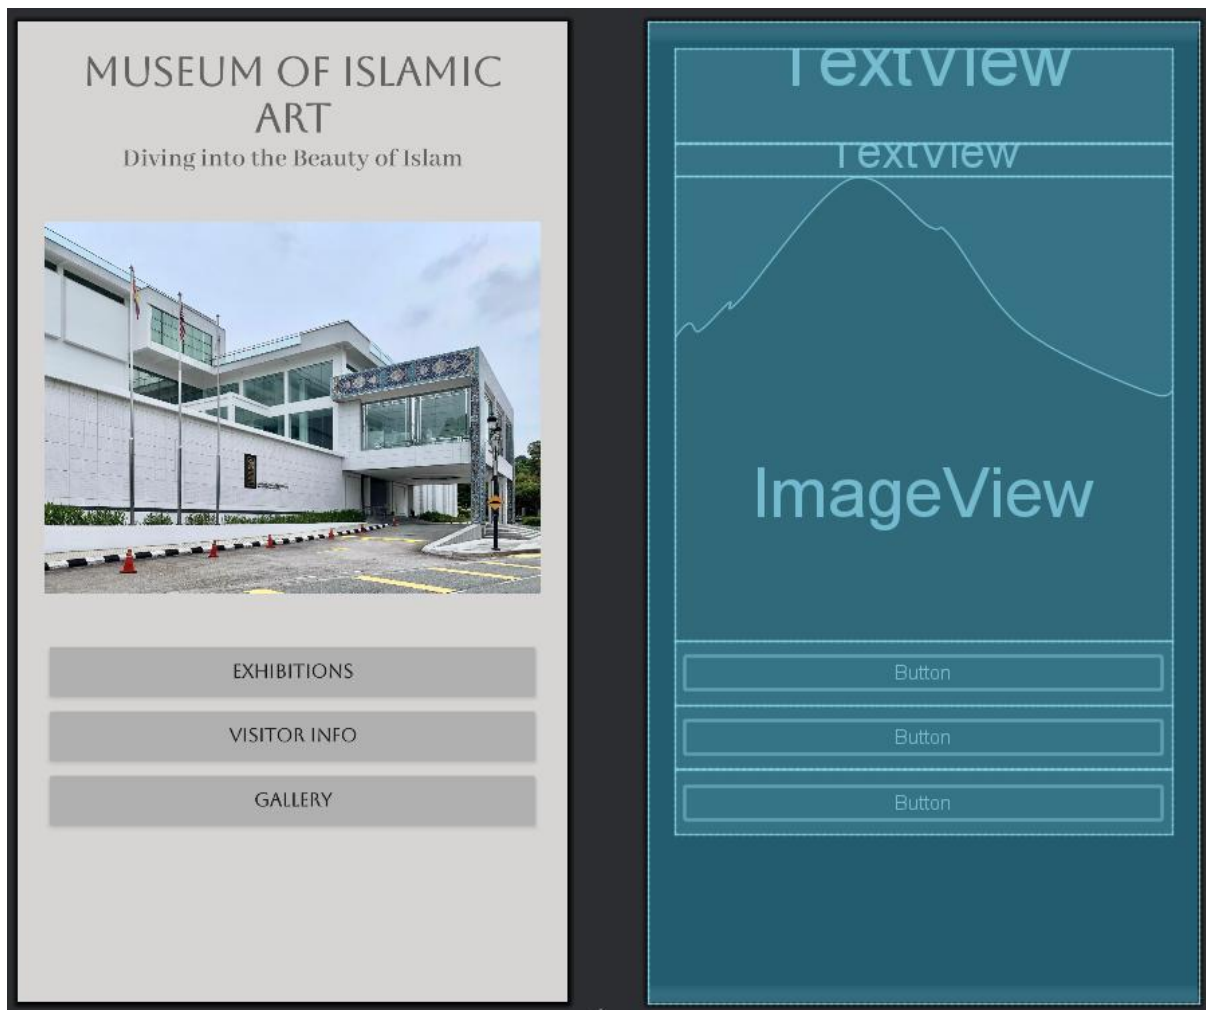 MUSEUM OF ISLAMIC
ART
Diving into the Beauty of Islam
EXHIBITIONS
VISITOR INFO
GALLERY
TextView
TextView
ImageView
Button
Button
Button